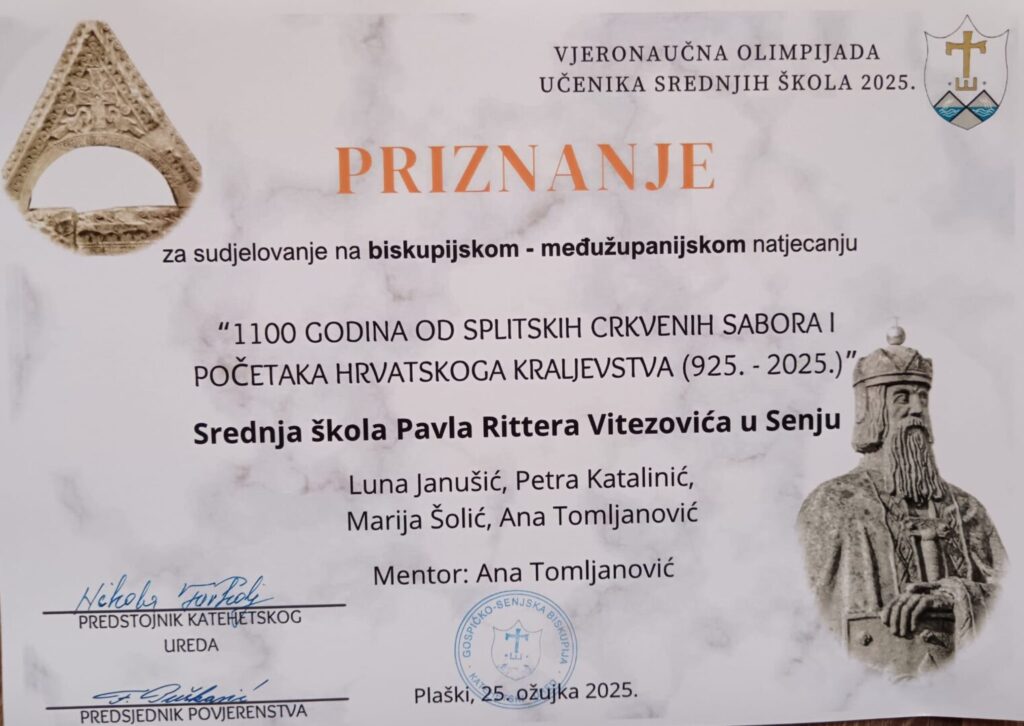 VJERONAUČNA OLIMPIJADA
UČENIKA SREDNJIH ŠKOLA 2025.
PRIZNANJE
za sudjelovanje na biskupijskom - međužupanijskom natjecanju
“1100 GODINA OD SPLITSKIH CRKVENIH SABORA I
POČETAKA HRVATSKOGA KRALJEVSTVA (925. - 2025.)”
Srednja škola Pavla Rittera Vitezovića u Senju
Luna Janušić, Petra Katalinić,
Marija Šolić, Ana Tomljanović
Mentor: Ana Tomljanović
Nikola
PREDSTOJNIK KATEHETSKOG
UREDA
GOSPIĆKO-SENJSKA BISKUPIJA
Plaški, 25. ožujka 2025.
PREDSJEDNIK POVJERENSTVA